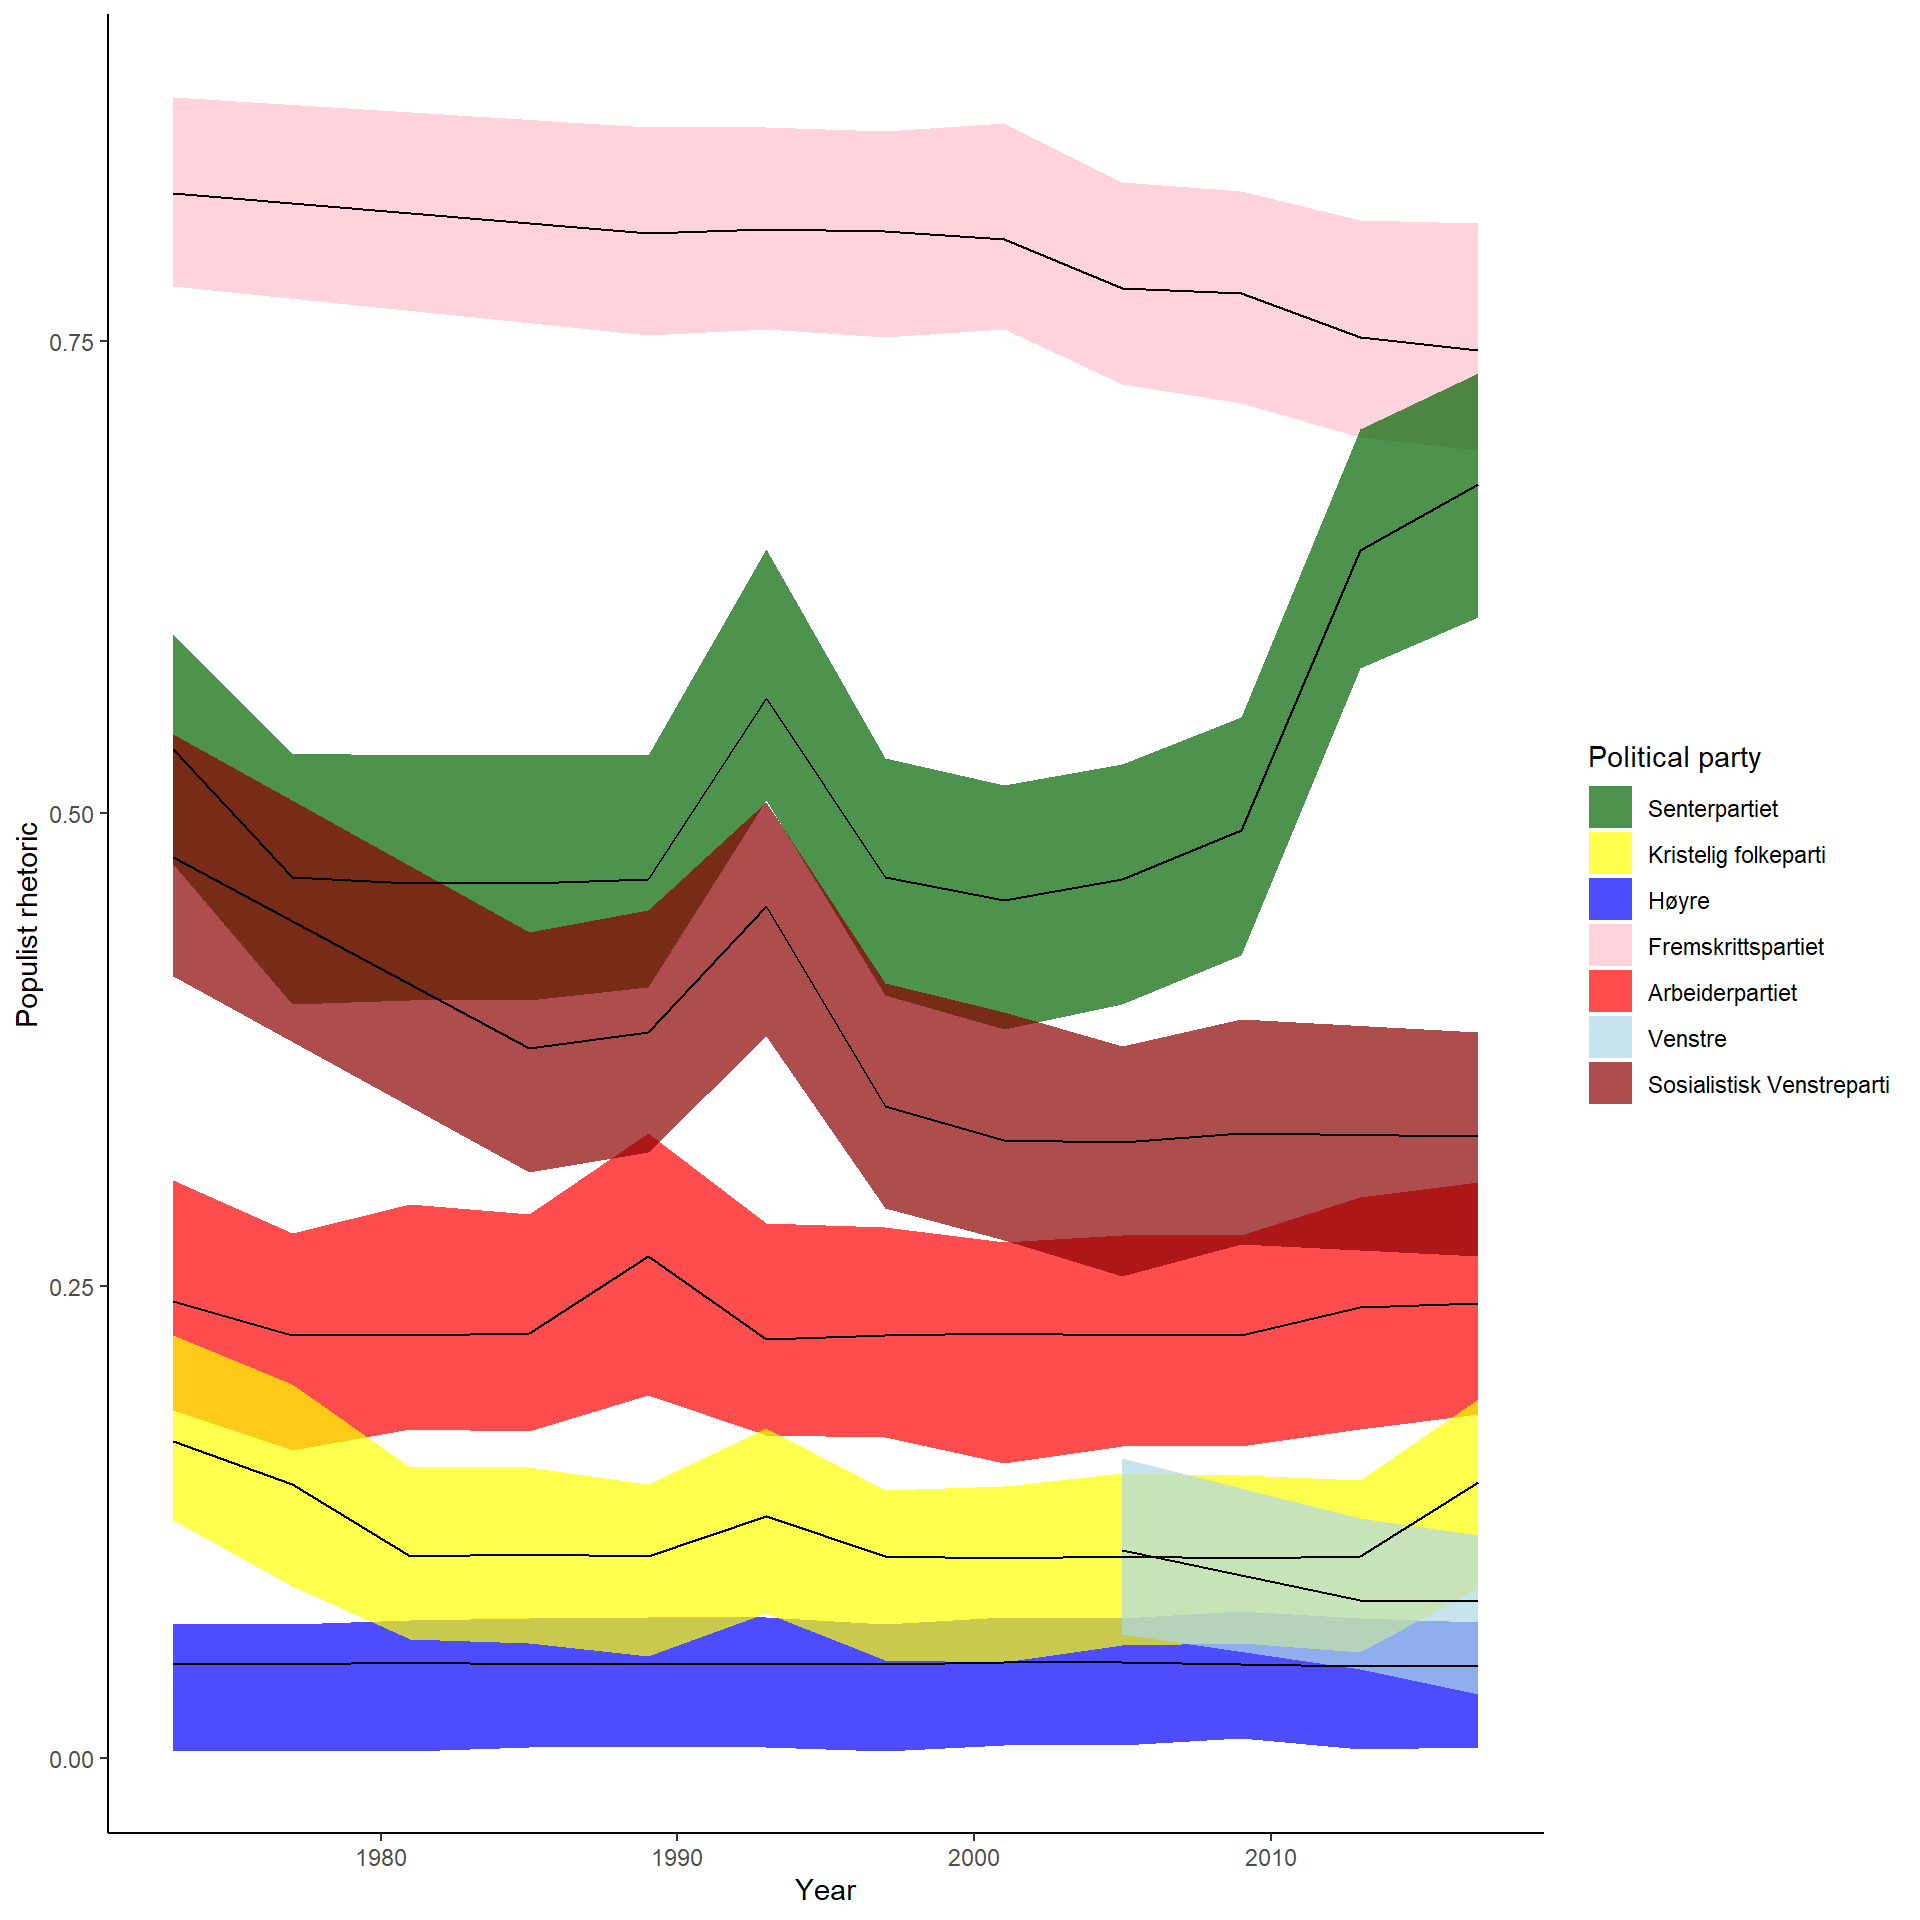 0.75
0.50
0.25
0.00
Populist rhetoric
1980
1990
2000
2010
Year
Political party
Senterpartiet
Kristelig folkeparti
Høyre
Fremskrittspartiet
Arbeiderpartiet
Venstre
Sosialistisk Venstreparti